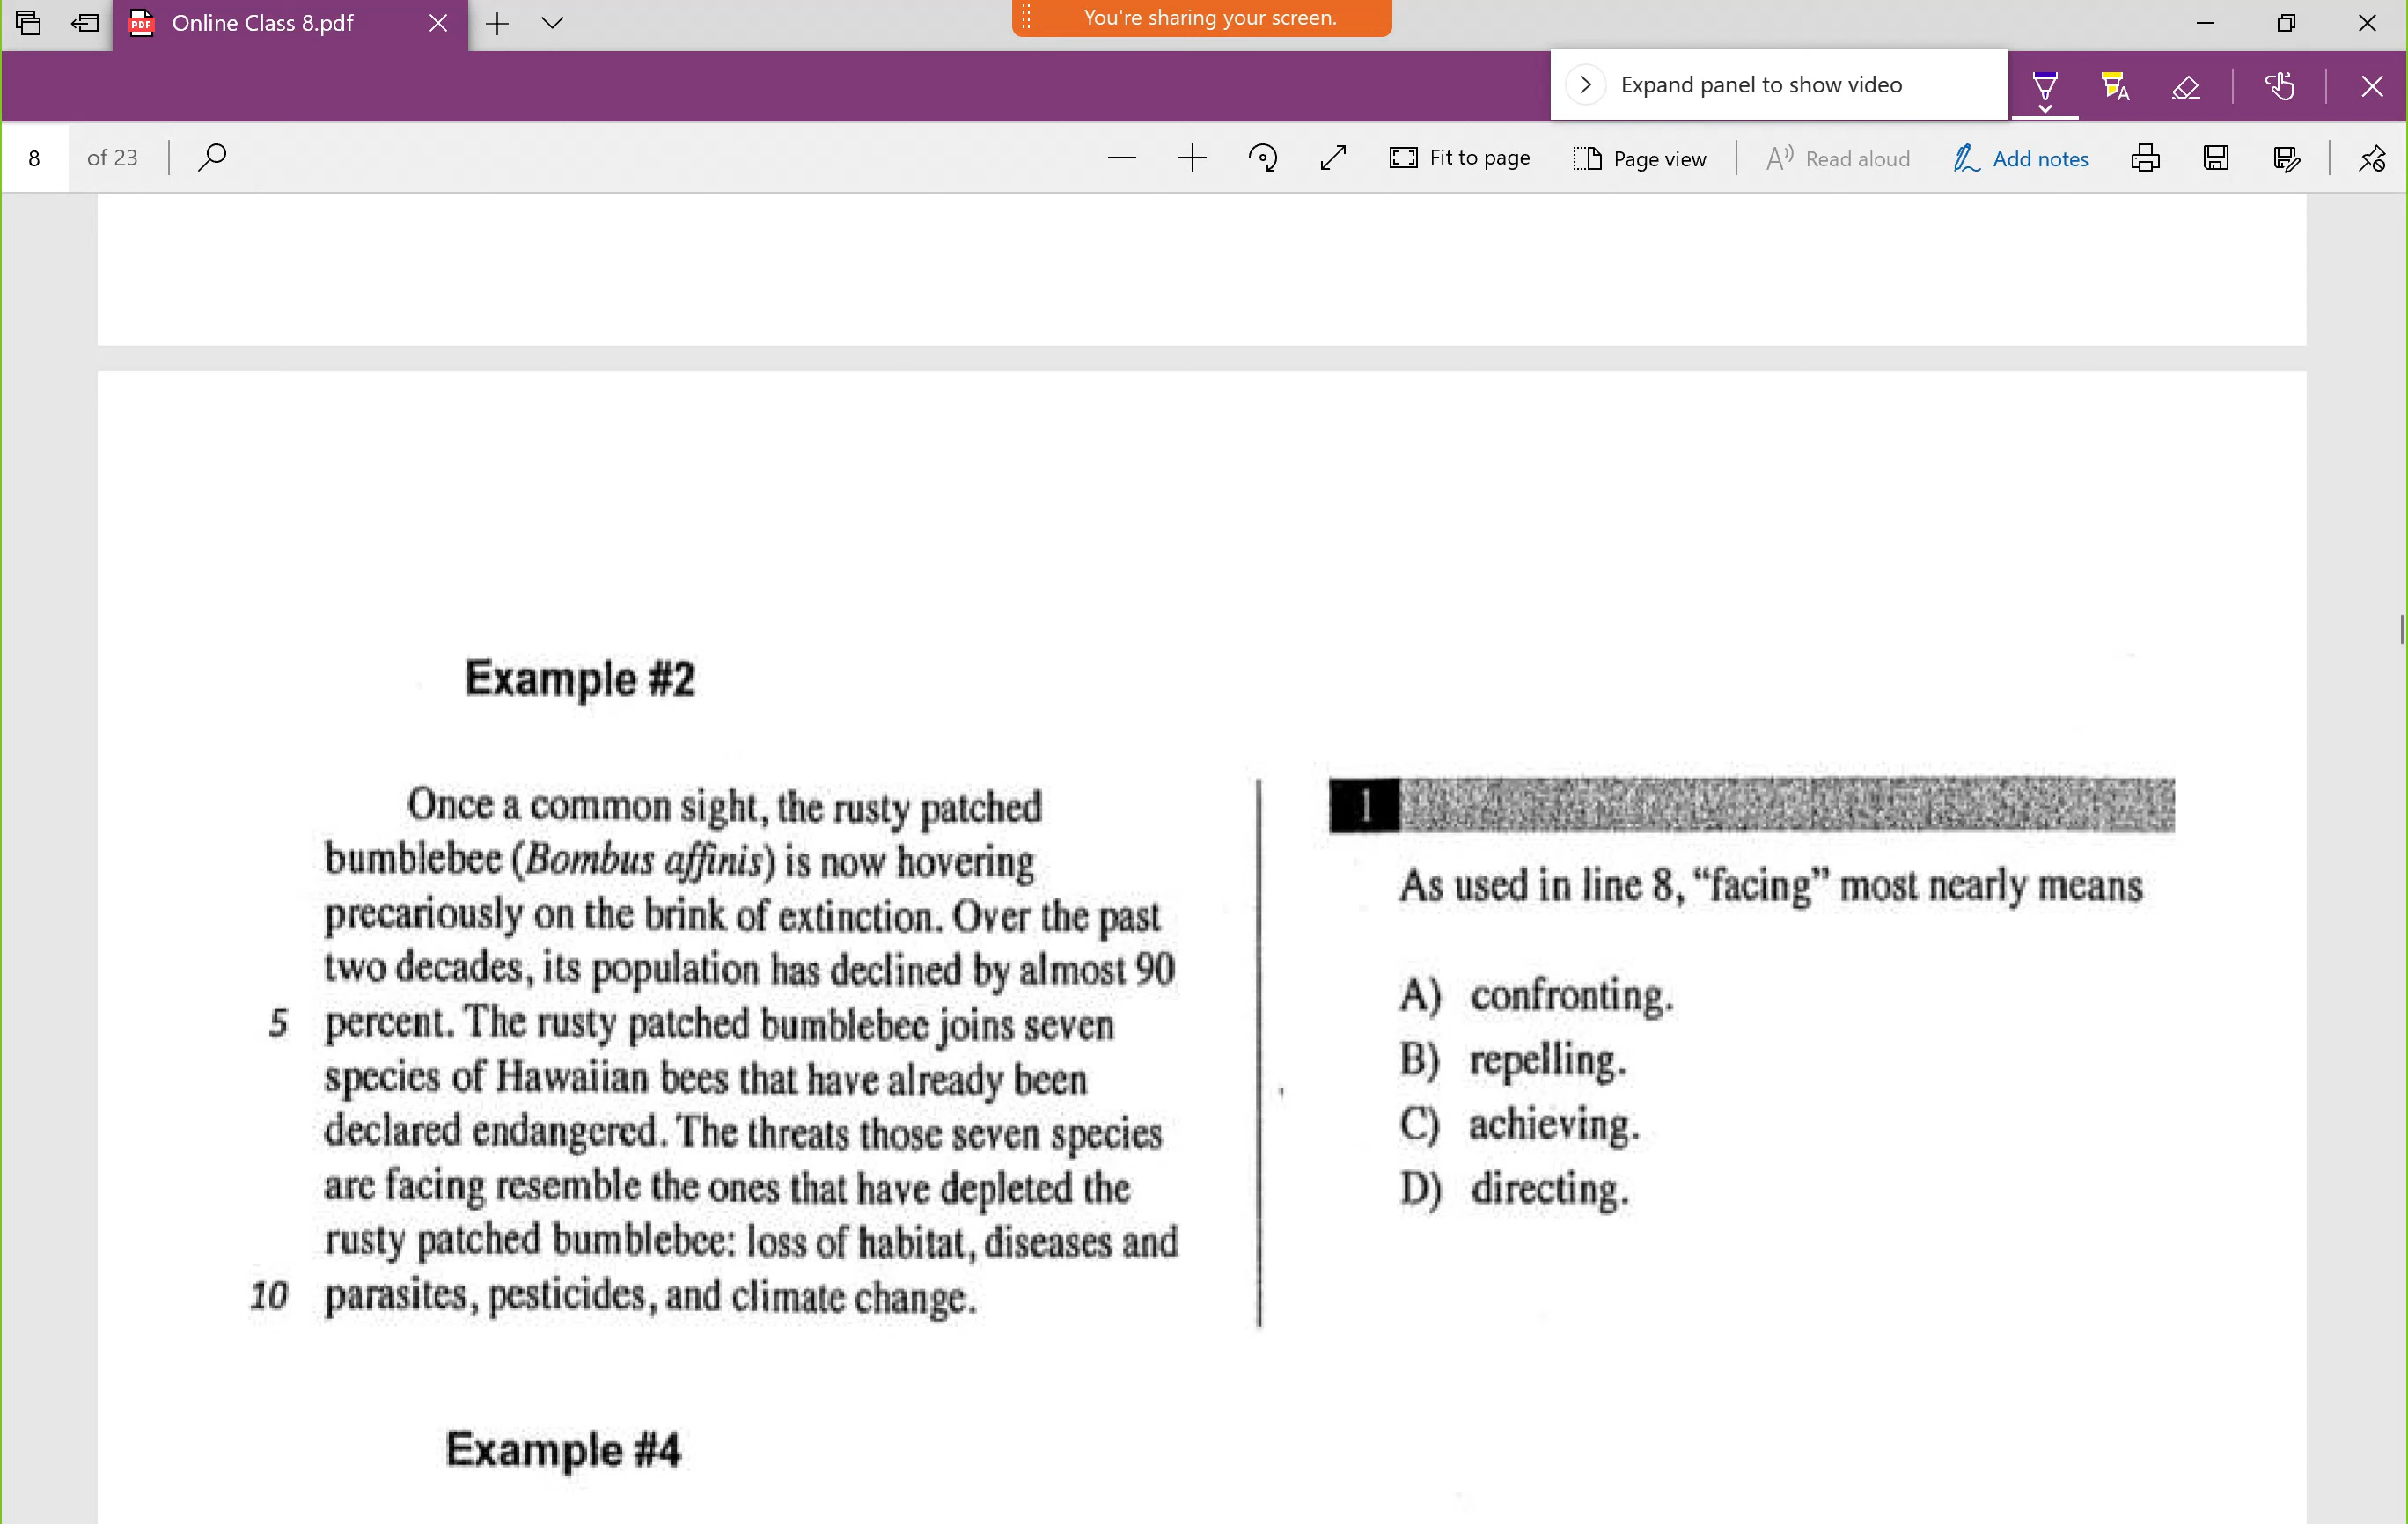 Online Class 8.pdf
You're sharing your screen.
Expand panel to show video
8 of 23
Fit to page
Page view
Read aloud
Add notes
Example #2
Once a common sight, the rusty patched
bumblebee (Bombus affinis) is now hovering
precariously on the brink of extinction. Over the past
two decades, its population has declined by almost 90
5 percent. The rusty patched bumblebee joins seven
species of Hawaiian bees that have already been
declared endangered. The threats those seven species
are facing resemble the ones that have depleted the
rusty patched bumblebee: loss of habitat, diseases and
10 parasites, pesticides, and climate change.
1
As used in line 8, “facing” most nearly means
A) confronting.
B) repelling.
C) achieving.
D) directing.
Example #4